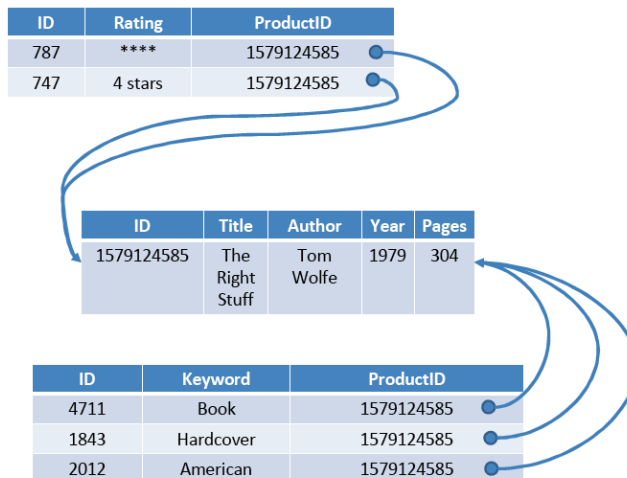 ID Rating ProductID
787 **** 1579124585
747 4 stars 1579124585
ID Title Author Year Pages
1579124585 The Tom 1979 304
Right Wolfe
Stuff
ID Keyword ProductID
4711 Book 1579124585
1843 Hardcover 1579124585
2012 American 1579124585